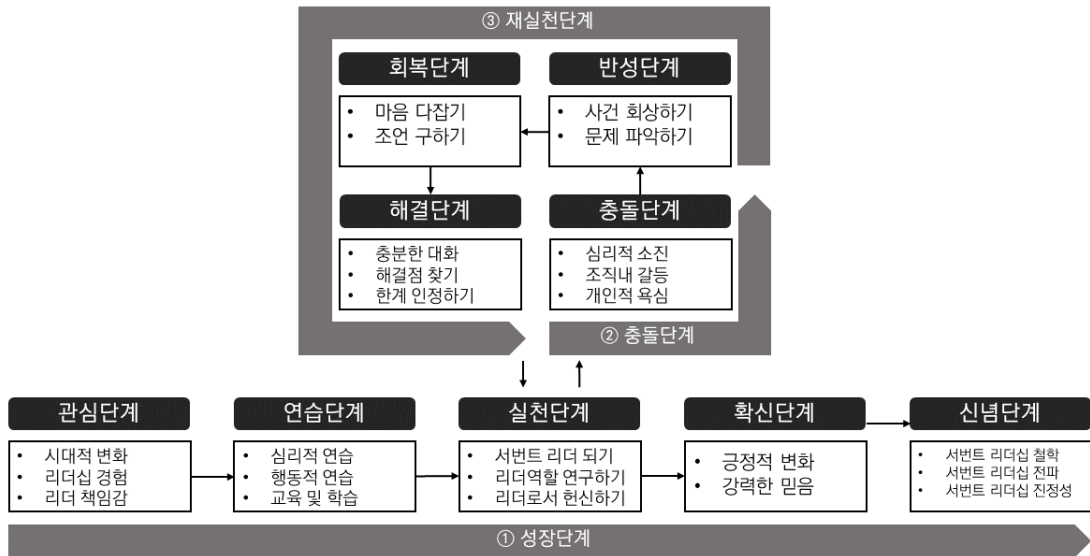 ③ 재실천단계
회복단계
• 마음 다잡기
• 조언 구하기
반성단계
• 사건 회상하기
• 문제 파악하기
해결단계
• 충분한 대화
• 해결점 찾기
• 한계 인정하기
충돌단계
• 심리적 소진
• 조직내 갈등
• 개인적 욕심
② 충돌단계
관심단계
• 시대적 변화
• 리더십 경험
• 리더 책임감
연습단계
• 심리적 연습
• 행동적 연습
• 교육 및 학습
실천단계
• 서번트 리더 되기
• 리더역할 연구하기
• 리더로서 헌신하기
확신단계
• 긍정적 변화
• 강력한 믿음
신념단계
• 서번트 리더십 철학
• 서번트 리더십 전파
• 서번트 리더십 진정성
① 성장단계